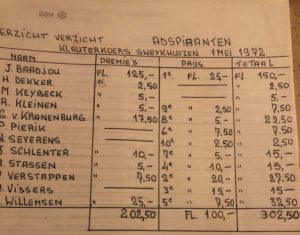 ERZICHT VERZICHT ADSPIRANTEN
KLAUTERKOERS SWEYKHUIZEN 1 MEI 1972
NAAM PREMIE'S PRIJS TOTAAL
J. BAADJOU FL. 125,- 1e FL. 25,- FL. 150,-
H. DEKKER " 2,50 " 2,50
M. KEYBECK " 5,- " 5,-
R. KLEINEN " 5,- 9e " 2,50 " 7,50
G. v. KRANENBURG " 17,50 8e " 5,- " 22,50
D. PIERIK 6e " 7,50 " 7,50
N. SEVERENS 10e " 2,50 " 2,50
J. SCHLENTER " 10,- 7e " 5,- " 15,-
R. STASSEN " 5,- 4e " 10,- " 15,-
J. VERSTAPPEN " 7,50 2e " 20,- " 27,50
J. VISSERS 3e " 15,- " 15,-
WILLEMSEN " 25,- 5e " 7,50 " 32,50
202,50 FL. 100,- 302,50